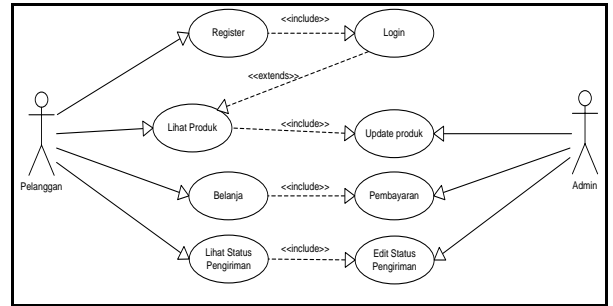 Register
<<include>>
Login
<<extends>>
Lihat Produk
<<include>>
Update produk
Pelanggan
Admin
Belanja
<<include>>
Pembayaran
Lihat Status
Pengiriman
<<include>>
Edit Status
Pengiriman